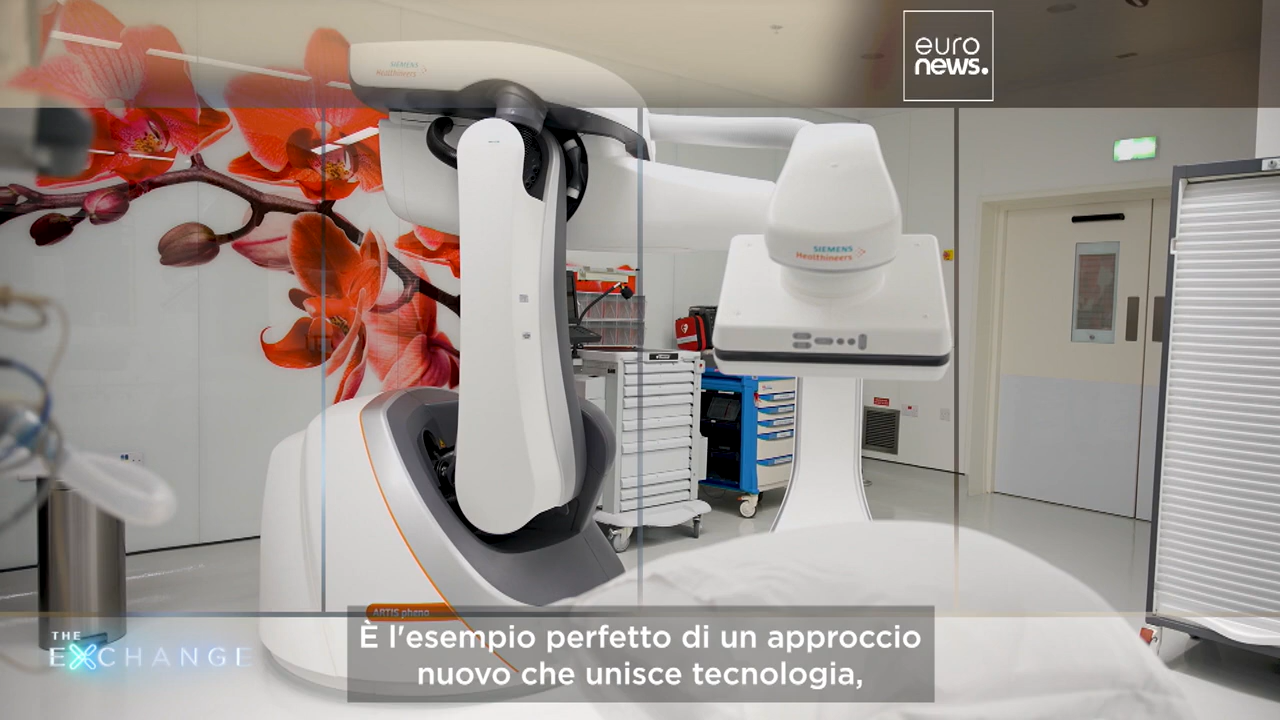 euro
news.
SIEMENS
Healthineers
SIEMENS
Healthineers
ARTIS pheno
THE
EXCHANGE
È l'esempio perfetto di un approccio
nuovo che unisce tecnologia,